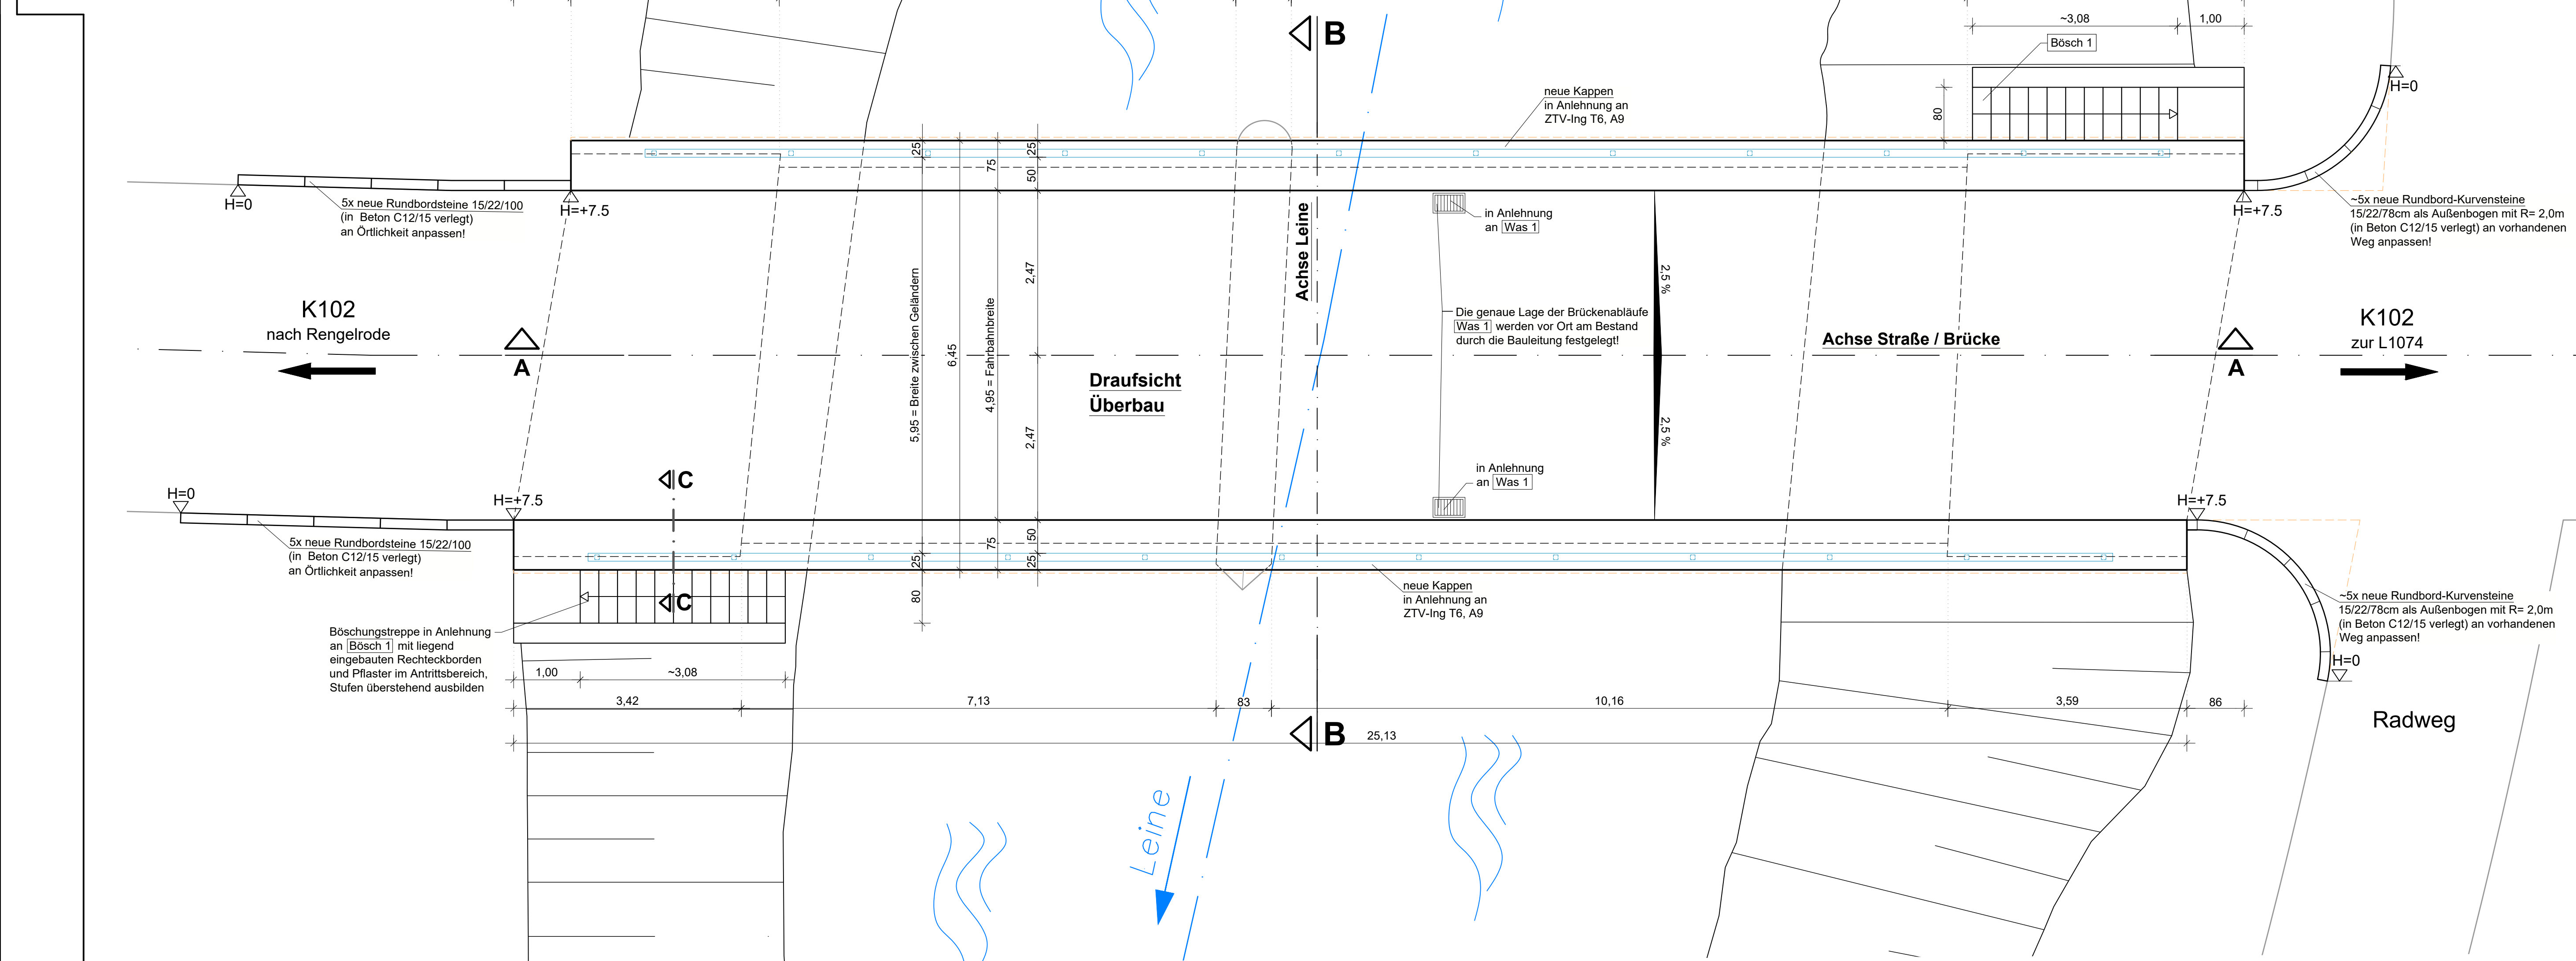 B
~3,08
1,00
Bösch 1
80
H=0
neue Kappen
in Anlehnung an
ZTV-Ing T6, A9
25
75
25
50
H=0
5x neue Rundbordsteine 15/22/100
(in Beton C12/15 verlegt)
an Örtlichkeit anpassen!
H=+7.5
Achse Leine
in Anlehnung
an Was 1
H=+7.5
~5x neue Rundbord-Kurvensteine
15/22/78cm als Außenbogen mit R= 2,0m
(in Beton C12/15 verlegt) an vorhandenen
Weg anpassen!
K102
nach Rengelrode
A
5,95 = Breite zwischen Geländern
6,45
4,95 = Fahrbahnbreite
2,47
2,47
Draufsicht
Überbau
Die genaue Lage der Brückenabläufe
Was 1 werden vor Ort am Bestand
durch die Bauleitung festgelegt!
2,5 %
2,5 %
Achse Straße / Brücke
A
K102
zur L1074
in Anlehnung
an Was 1
C
H=0
H=+7.5
H=+7.5
5x neue Rundbordsteine 15/22/100
(in Beton C12/15 verlegt)
an Örtlichkeit anpassen!
25
75
50
25
80
C
neue Kappen
in Anlehnung an
ZTV-Ing T6, A9
~5x neue Rundbord-Kurvensteine
15/22/78cm als Außenbogen mit R= 2,0m
(in Beton C12/15 verlegt) an vorhandenen
Weg anpassen!
H=0
Böschungstreppe in Anlehnung
an Bösch 1 mit liegend
eingebauten Rechteckborden
und Pflaster im Antrittsbereich,
Stufen überstehend ausbilden
1,00
~3,08
3,42
7,13
83
10,16
3,59
86
B
25,13
Radweg
Leine